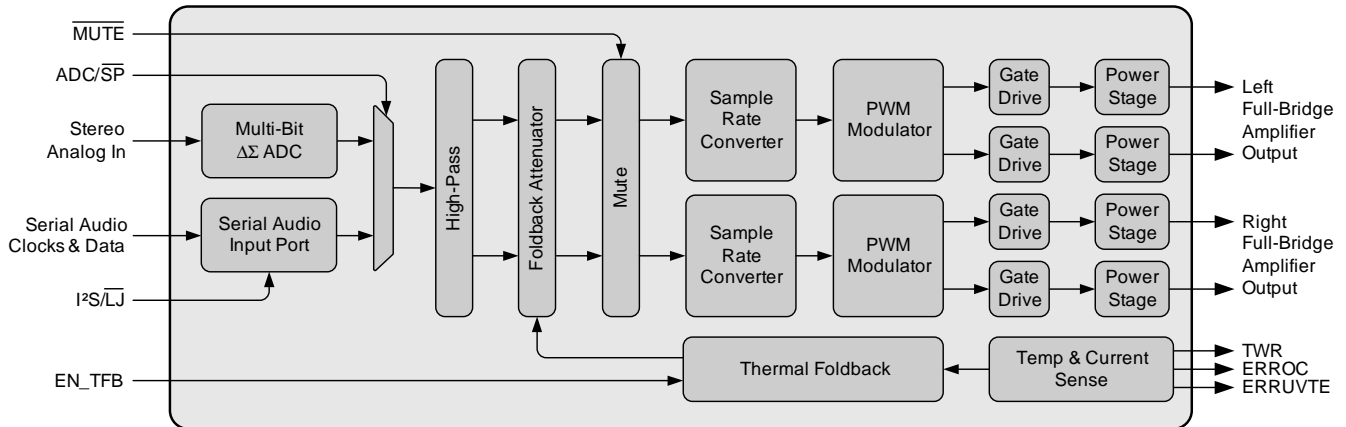 MUTE
ADC/SP
Stereo
Analog In
Serial Audio
Clocks & Data
I²S/LJ
EN_TFB
Multi-Bit
ΔΣ ADC
Serial Audio
Input Port
High-Pass
Foldback Attenuator
Mute
Sample
Rate
Converter
PWM
Modulator
Gate
Drive
Power
Stage
Gate
Drive
Power
Stage
Left
Full-Bridge
Amplifier
Output
Sample
Rate
Converter
PWM
Modulator
Gate
Drive
Power
Stage
Gate
Drive
Power
Stage
Right
Full-Bridge
Amplifier
Output
Thermal Foldback
Temp & Current
Sense
TWR
ERROC
ERRUVTE